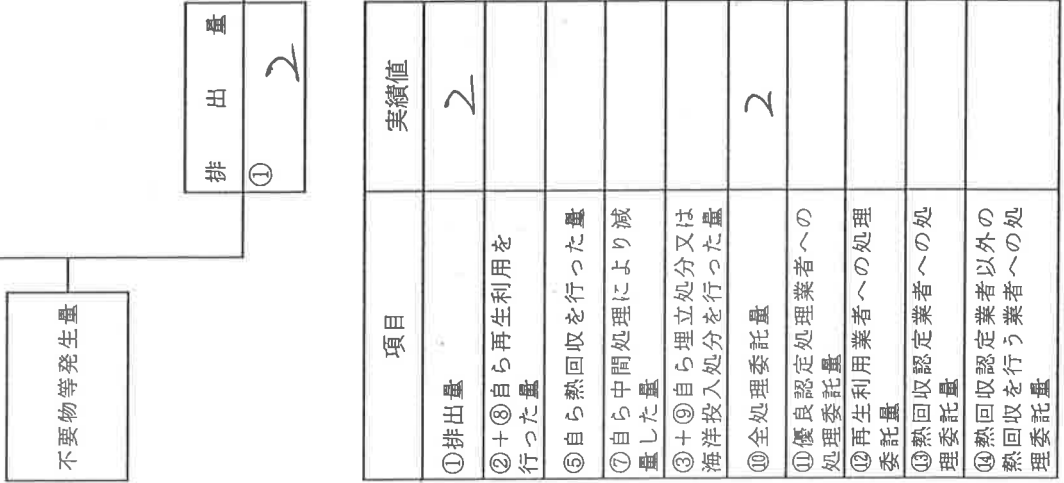 不要物等発生量
排出量
①
2
項目 実績値
①排出量 2
②+⑧自ら再生利用を
行った量
⑤自ら熱回収を行った量
⑦自ら中間処理により減
量した量
③+⑨自ら埋立処分又は
海洋投入処分を行った量
⑩全処理委託量 2
⑪優良認定処理業者への
処理委託量
⑫再生利用業者への処理
委託量
⑬熱回収認定業者への処
理委託量
⑭熱回収認定業者以外の
熱回収を行う業者への処
理委託量